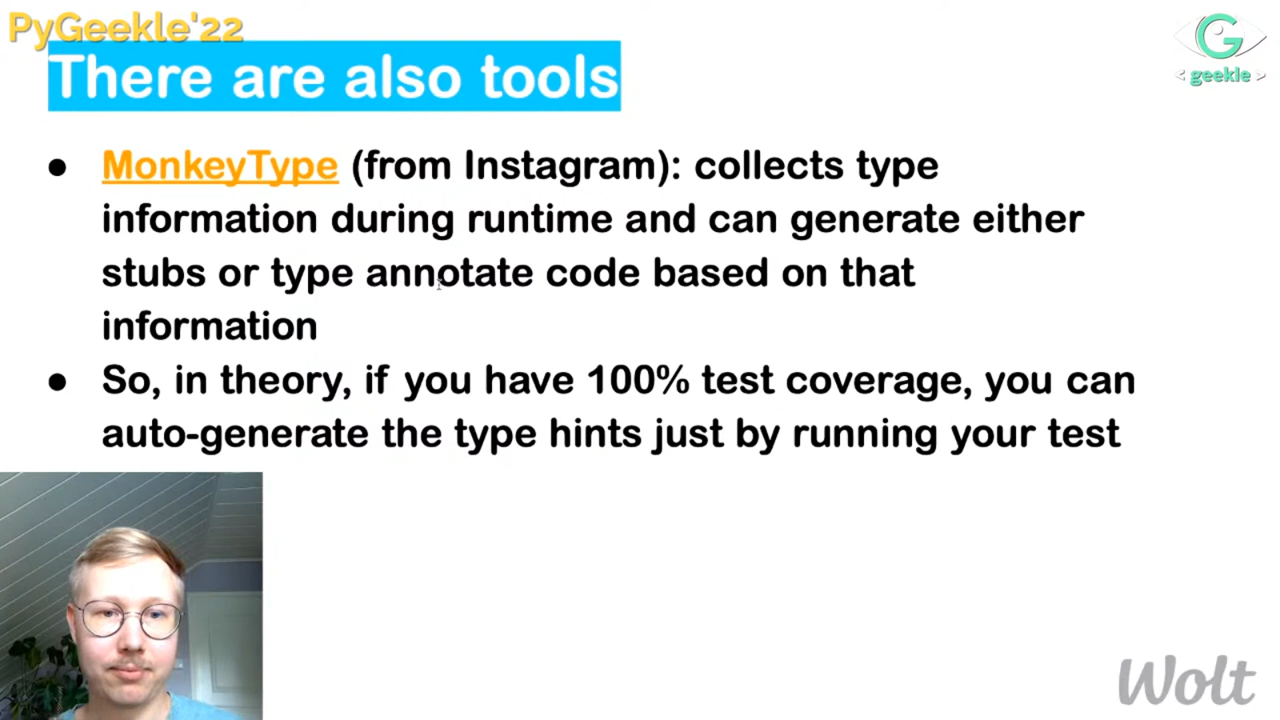 PyGeekle'22
There are also tools
G
< geekle >
● MonkeyType (from Instagram): collects type
information during runtime and can generate either
stubs or type annotate code based on that
information
● So, in theory, if you have 100% test coverage, you can
auto-generate the type hints just by running your test
Wolt